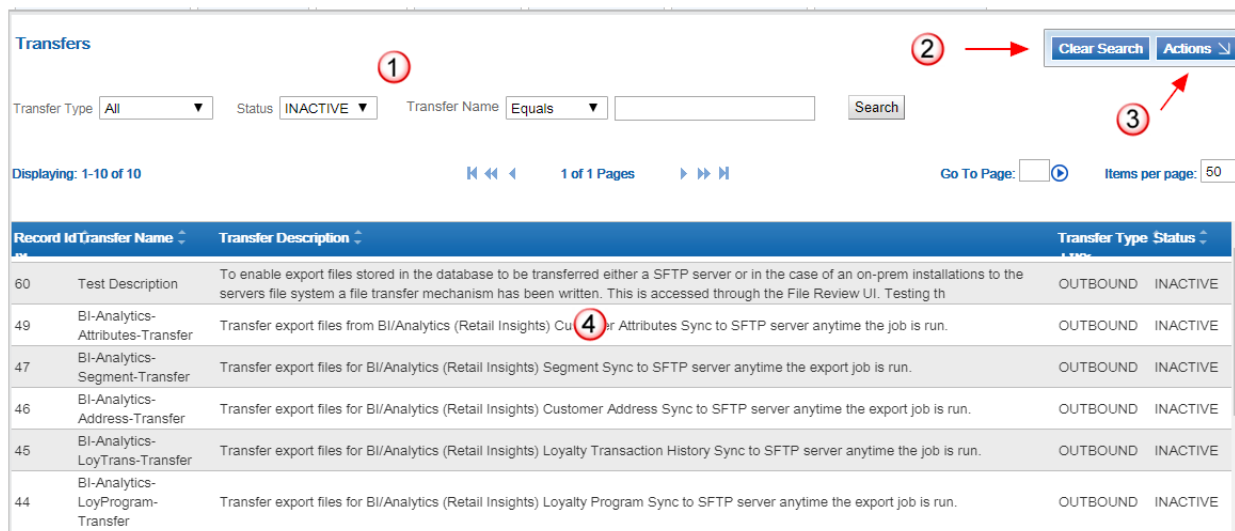 Transfers
2
Clear Search Actions
1
Transfer Type All Status INACTIVE Transfer Name Equals Search
3
Displaying: 1-10 of 10 1 of 1 Pages Go To Page: Items per page: 50
Record Id Transfer Name Transfer Description Transfer Type Status
60 Test Description To enable export files stored in the database to be transferred either a SFTP server or in the case of an on-prem installations to the
servers file system a file transfer mechanism has been written. This is accessed through the File Review UI. Testing th OUTBOUND INACTIVE
49 BI-Analytics-
Attributes-Transfer Transfer export files from BI/Analytics (Retail Insights) Attributes Sync to SFTP server anytime the job is run. OUTBOUND INACTIVE
4
47 BI-Analytics-
Segment-Transfer Transfer export files for BI/Analytics (Retail Insights) Segment Sync to SFTP server anytime the export job is run. OUTBOUND INACTIVE
46 BI-Analytics-
Address-Transfer Transfer export files for BI/Analytics (Retail Insights) Customer Address Sync to SFTP server anytime the export job is run. OUTBOUND INACTIVE
45 BI-Analytics-
LoyTrans-Transfer Transfer export files for BI/Analytics (Retail Insights) Loyalty Transaction History Sync to SFTP server anytime the export job is run. OUTBOUND INACTIVE
44 BI-Analytics-
LoyProgram-
Transfer Transfer export files for BI/Analytics (Retail Insights) Loyalty Program Sync to SFTP server anytime the export job is run. OUTBOUND INACTIVE